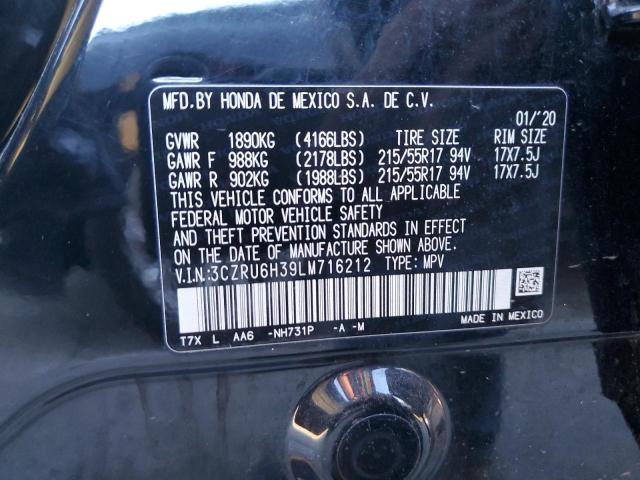 MFD.BY HONDA DE MEXICO S.A. DE C.V.
01/'20
GVWR 1890KG (4166LBS) TIRE SIZE RIM SIZE
GAWR F 988KG (2178LBS) 215/55R17 94V 17X7.5J
GAWR R 902KG (1988LBS) 215/55R17 94V 17X7.5J
THIS VEHICLE CONFORMS TO ALL APPLICABLE
FEDERAL MOTOR VEHICLE SAFETY
AND THEFT PREVENTION STANDARDS IN EFFECT
ON THE DATE OF MANUFACTURE SHOWN ABOVE.
V.I.N:3CZRU6H39LM716212 TYPE: MPV
T7X L AA6 -NH731P -A -M MADE IN MEXICO